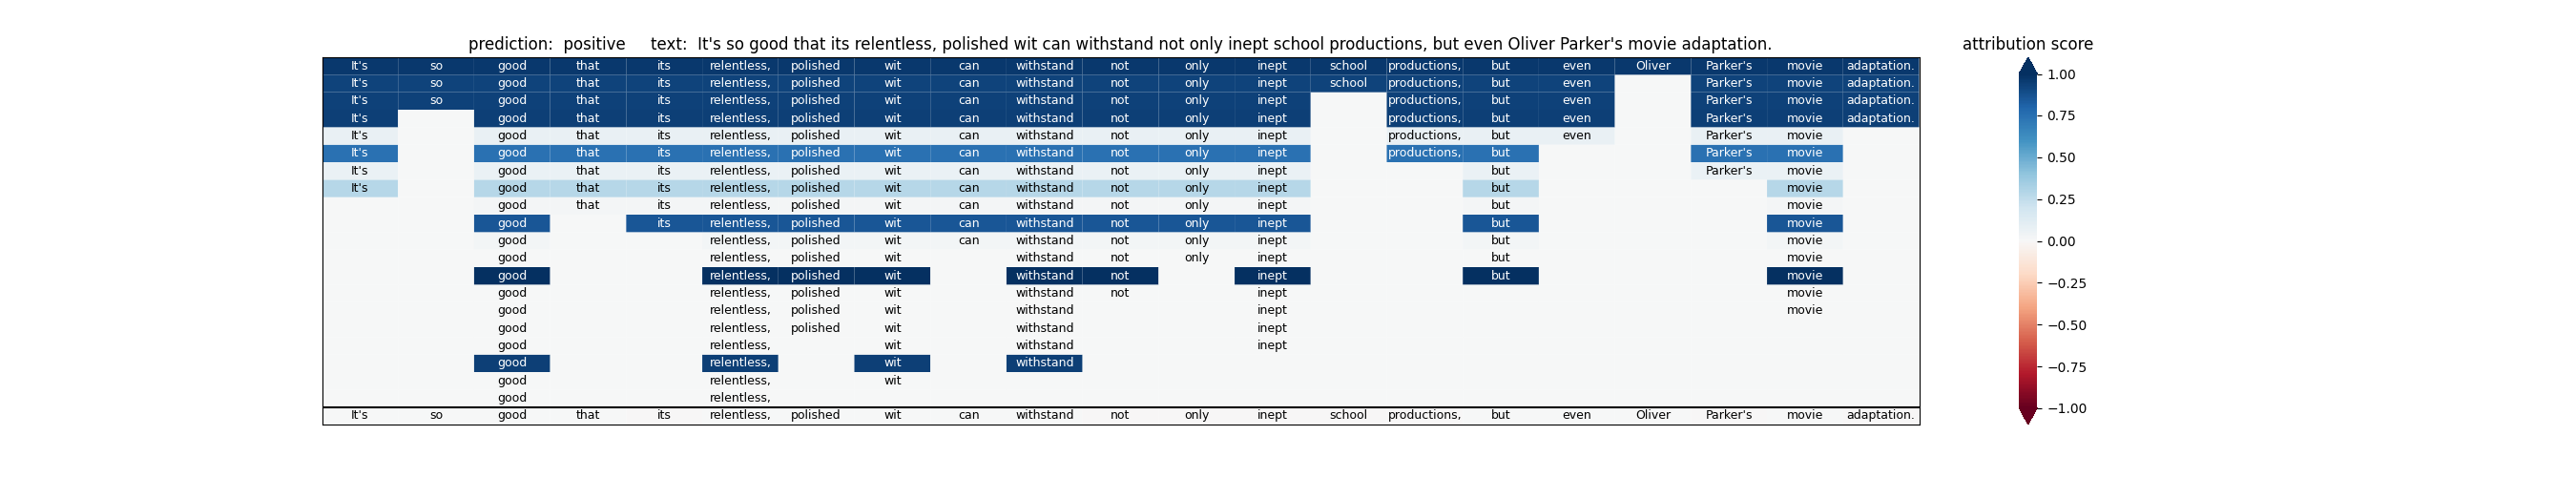 prediction: positive text: It's so good that its relentless, polished wit can withstand not only inept school productions, but even Oliver Parker's movie adaptation.
attribution score
It's so good that its relentless, polished wit can withstand not only inept school productions, but even Oliver Parker's movie adaptation.
It's so good that its relentless, polished wit can withstand not only inept school productions, but even Parker's movie adaptation.
It's so good that its relentless, polished wit can withstand not only inept productions, but even Parker's movie adaptation.
It's good that its relentless, polished wit can withstand not only inept productions, but even Parker's movie adaptation.
It's good that its relentless, polished wit can withstand not only inept productions, but even Parker's movie
It's good that its relentless, polished wit can withstand not only inept productions, but Parker's movie
It's good that its relentless, polished wit can withstand not only inept but Parker's movie
It's good that its relentless, polished wit can withstand not only inept but movie
good that its relentless, polished wit can withstand not only inept but movie
good its relentless, polished wit can withstand not only inept but movie
good relentless, polished wit can withstand not only inept but movie
good relentless, polished wit withstand not only inept but movie
good relentless, polished wit withstand not inept but movie
good relentless, polished wit withstand not inept movie
good relentless, polished wit withstand inept movie
good relentless, polished wit withstand inept
good relentless, wit withstand inept
good relentless, wit withstand
good relentless, wit
good relentless,
It's so good that its relentless, polished wit can withstand not only inept school productions, but even Oliver Parker's movie adaptation.
1.00
0.75
0.50
0.25
0.00
−0.25
−0.50
−0.75
−1.00